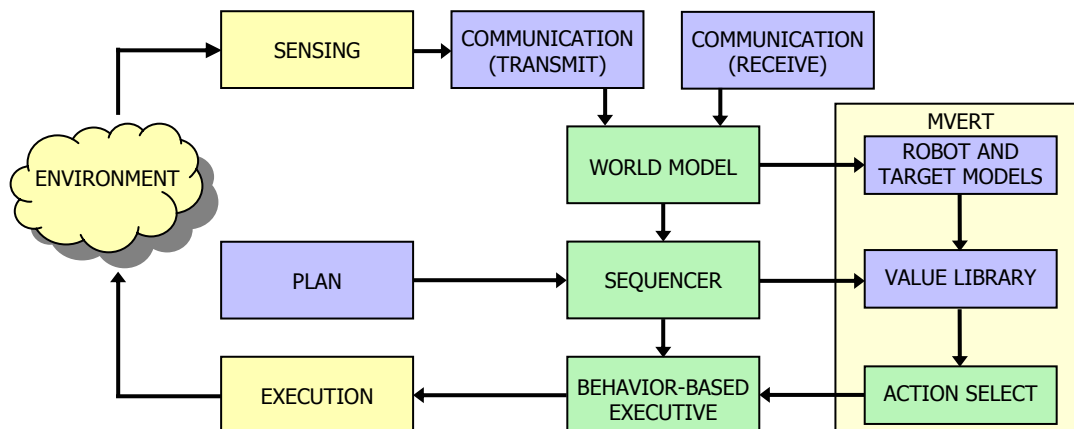 SENSING
COMMUNICATION
(TRANSMIT)
COMMUNICATION
(RECEIVE)
MVERT
ENVIRONMENT
WORLD MODEL
ROBOT AND
TARGET MODELS
PLAN
SEQUENCER
VALUE LIBRARY
EXECUTION
BEHAVIOR-BASED
EXECUTIVE
ACTION SELECT